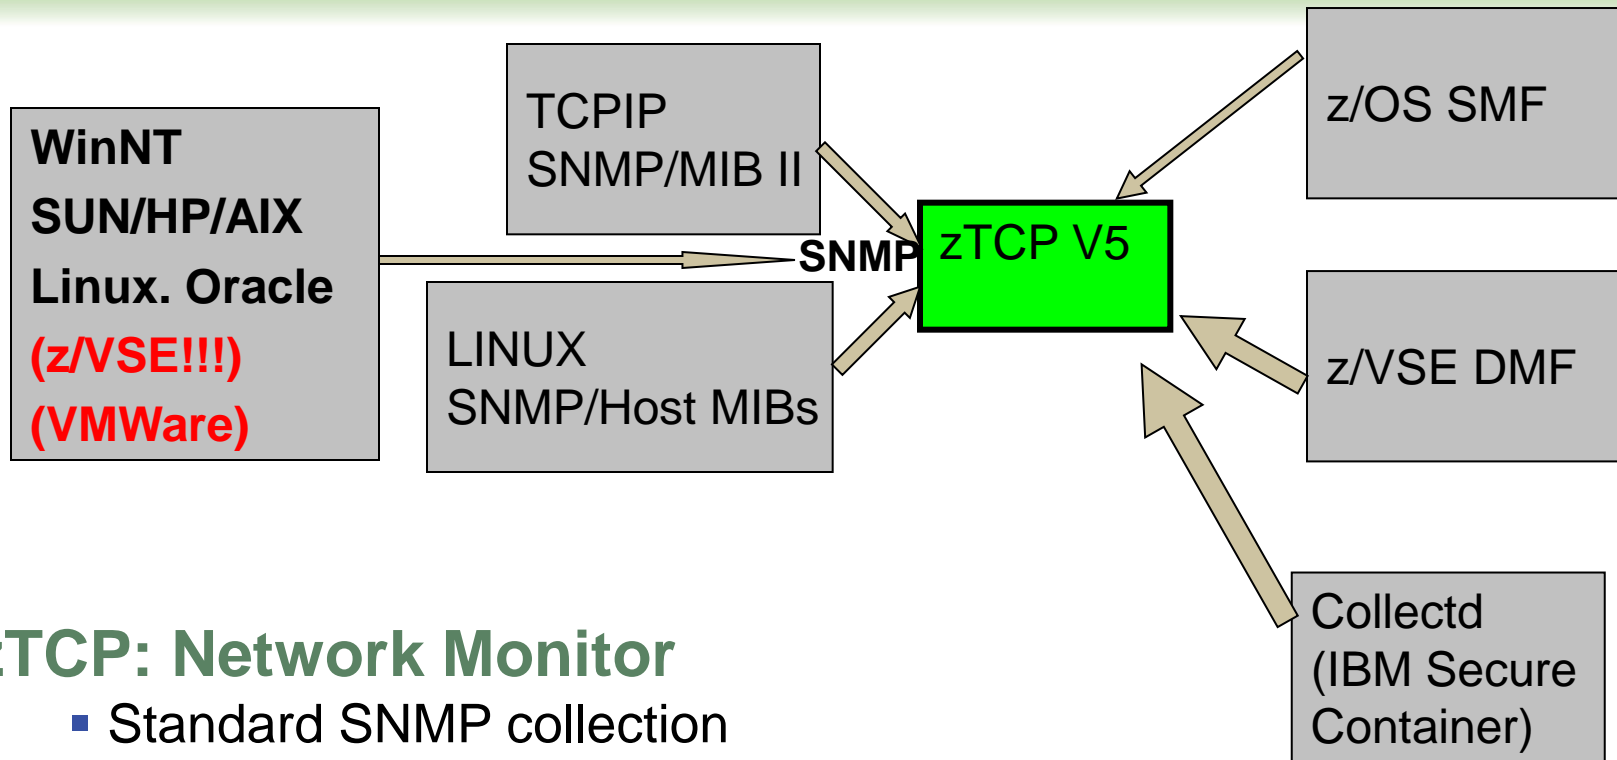 WinNT
SUN/HP/AIX
Linux. Oracle
(z/VSE!!!)
(VMWare)
TCPIP
SNMP/MIB II
SNMP
LINUX
SNMP/Host MIBs
zTCP V5
z/OS SMF
z/VSE DMF
Collectd
(IBM Secure
Container)
zTCP: Network Monitor
▪ Standard SNMP collection